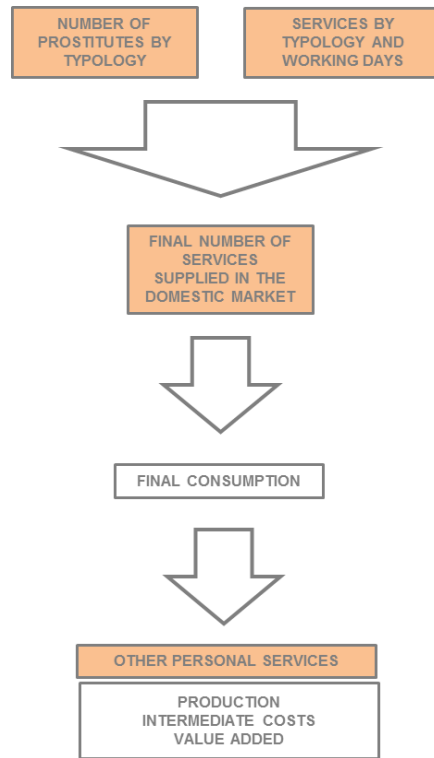 NUMBER OF
PROSTITUTES BY
TYPOLOGY
SERVICES BY
TYPOLOGY AND
WORKING DAYS
FINAL NUMBER OF
SERVICES
SUPPLIED IN THE
DOMESTIC MARKET
FINAL CONSUMPTION
OTHER PERSONAL SERVICES
PRODUCTION
INTERMEDIATE COSTS
VALUE ADDED